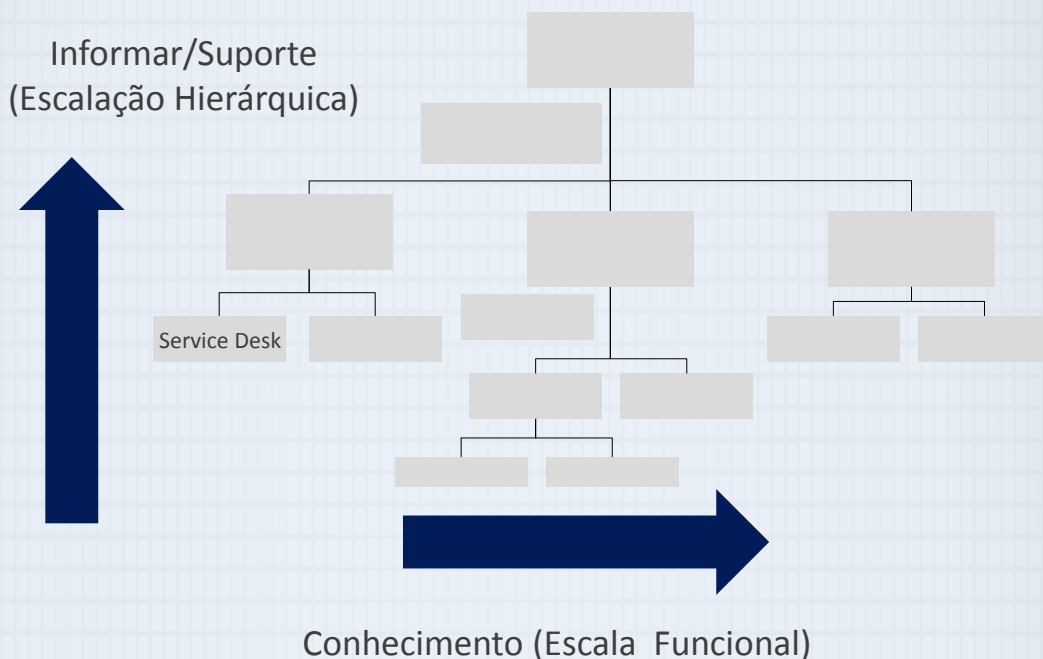 Informar/Suporte
(Escalação Hierárquica)
Service Desk
Conhecimento (Escala  Funcional)